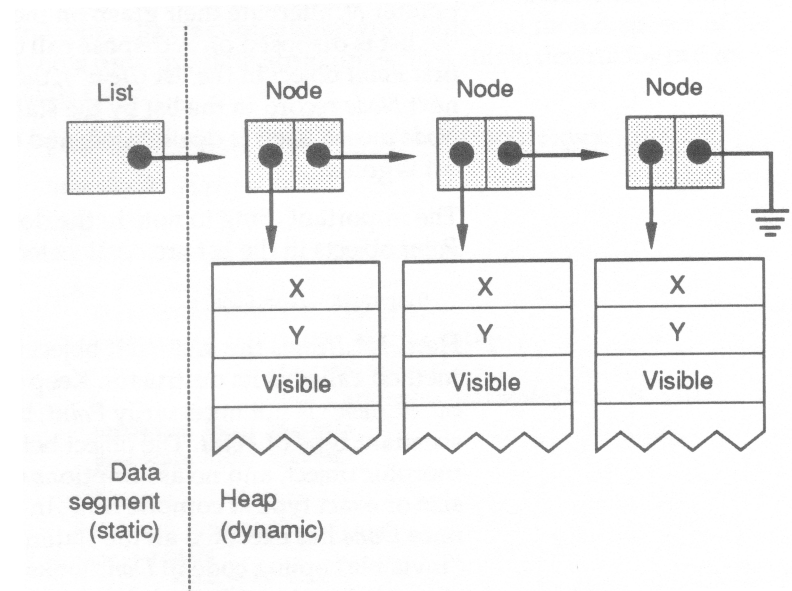 List
Node
Node
Node
X
X
X
Y
Y
Y
Visible
Visible
Visible
Data
segment
(static)
Heap
(dynamic)